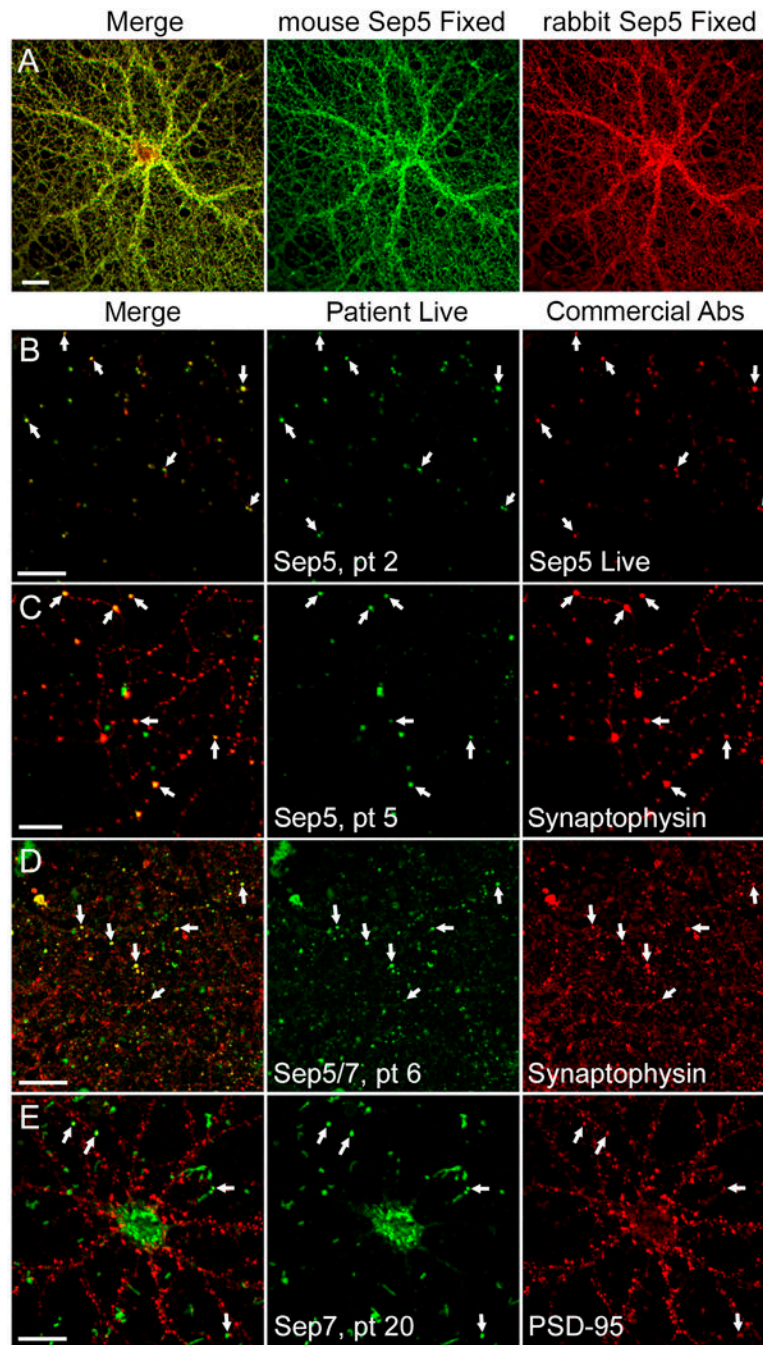 Merge mouse Sep5 Fixed rabbit Sep5 Fixed
A
Merge Patient Live Commercial Abs
B
Sep5, pt 2 Sep5 Live
C
Sep5, pt 5 Synaptophysin
D
Sep5/7, pt 6 Synaptophysin
E
Sep7, pt 20 PSD-95